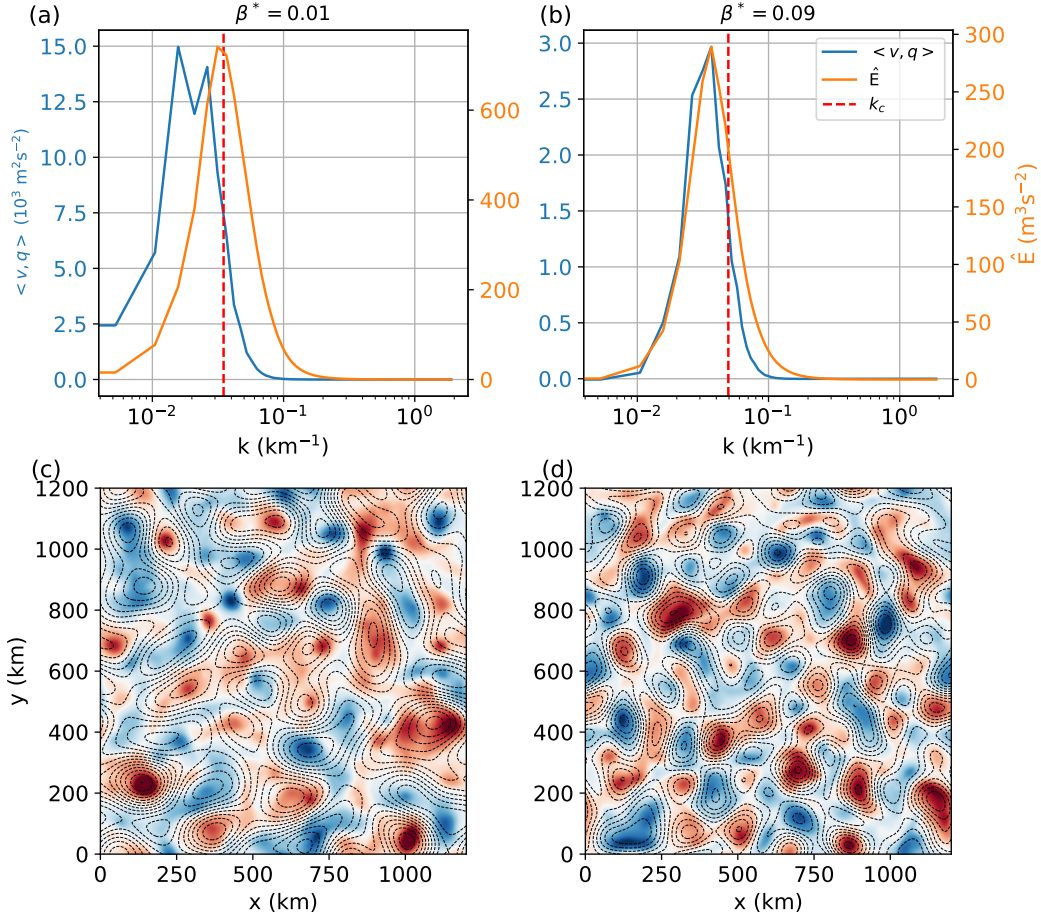 (a)
β* = 0.01
15.0
12.5
10.0
7.5
5.0
2.5
0.0
<v,q> (10³ m²s⁻²)
600
400
200
0
10⁻² 10⁻¹ 10⁰
k (km⁻¹)
(b)
β* = 0.09
3.0
2.5
2.0
1.5
1.0
0.5
0.0
<v,q>
Ê
k_c
300
250
200
150
100
50
0
Ê (m³s⁻²)
10⁻² 10⁻¹ 10⁰
k (km⁻¹)
(c)
1200
1000
800
600
400
200
0
y (km)
0 250 500 750 1000
x (km)
(d)
1200
1000
800
600
400
200
0
0 250 500 750 1000
x (km)